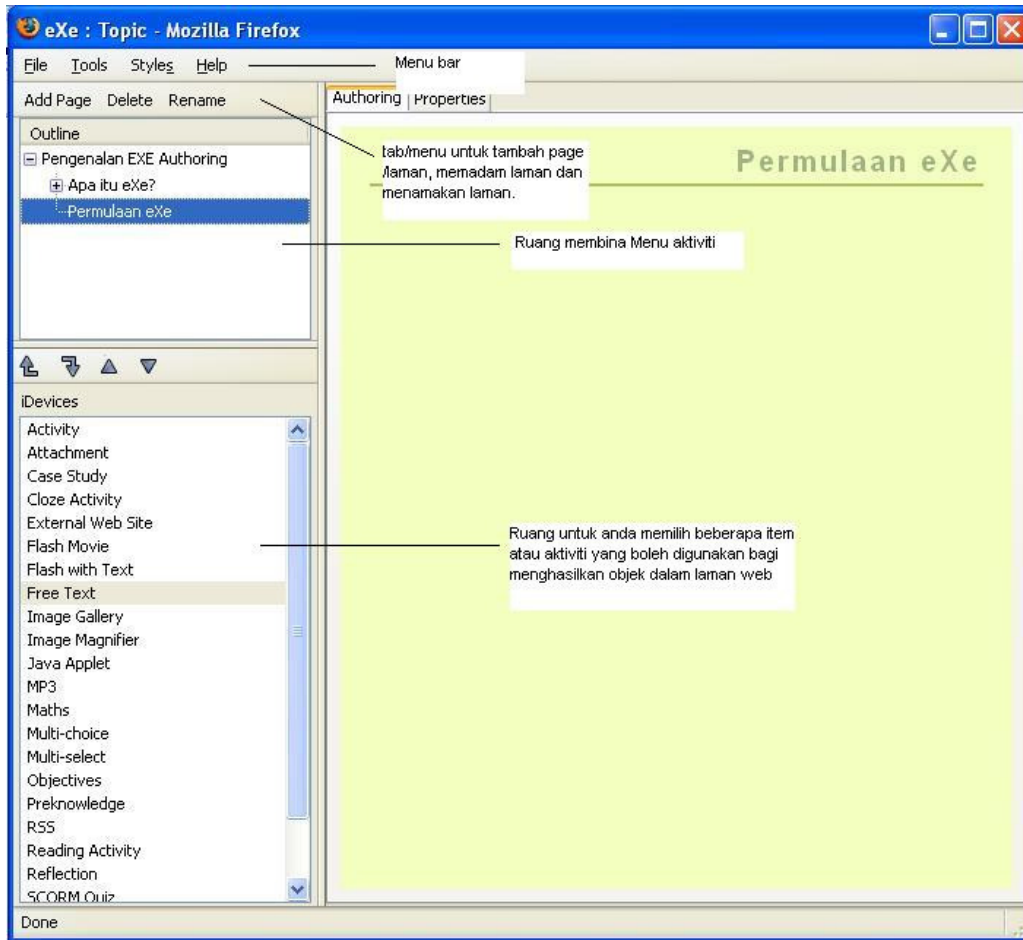 eXe : Topic - Mozilla Firefox
File Tools Styles Help
Menu bar
Add Page Delete Rename
Authoring Properties
Outline
Pengenalan EXE Authoring
Apa itu eXe?
Permulaan eXe
Permulaan eXe
tab/menu untuk tambah page
/laman, memadam laman dan
menamakan laman.
Ruang membina Menu aktiviti
iDevices
Activity
Attachment
Case Study
Cloze Activity
External Web Site
Flash Movie
Flash with Text
Free Text
Image Gallery
Image Magnifier
Java Applet
MP3
Maths
Multi-choice
Multi-select
Objectives
Preknowledge
RSS
Reading Activity
Reflection
SCORM Quiz
Ruang untuk anda memilih beberapa item
atau aktiviti yang boleh digunakan bagi
menghasilkan objek dalam laman web
Done